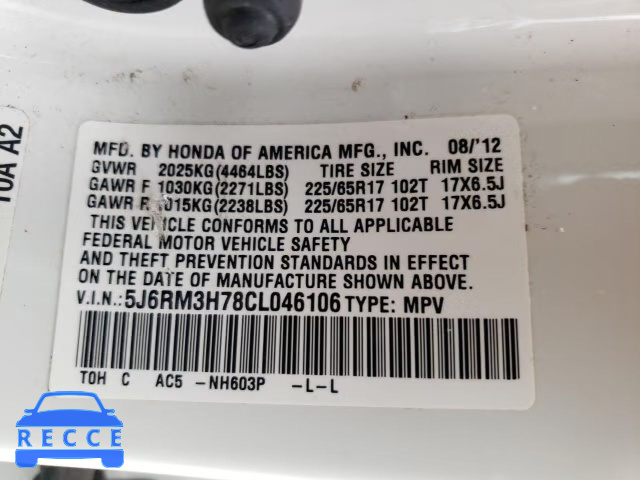 MFD. BY HONDA OF AMERICA MFG., INC. 08/'12
GVWR 2025KG(4464LBS) TIRE SIZE RIM SIZE
GAWR F 1030KG(2271LBS) 225/65R17 102T 17X6.5J
GAWR R 1015KG(2238LBS) 225/65R17 102T 17X6.5J
THIS VEHICLE CONFORMS TO ALL APPLICABLE
FEDERAL MOTOR VEHICLE SAFETY
AND THEFT PREVENTION STANDARDS IN EFFECT
ON THE DATE OF MANUFACTURE SHOWN ABOVE.
V.I.N.:5J6RM3H78CL046106 TYPE: MPV
TOH C AC5 -NH603P -L-L
TOA A2
RECCE